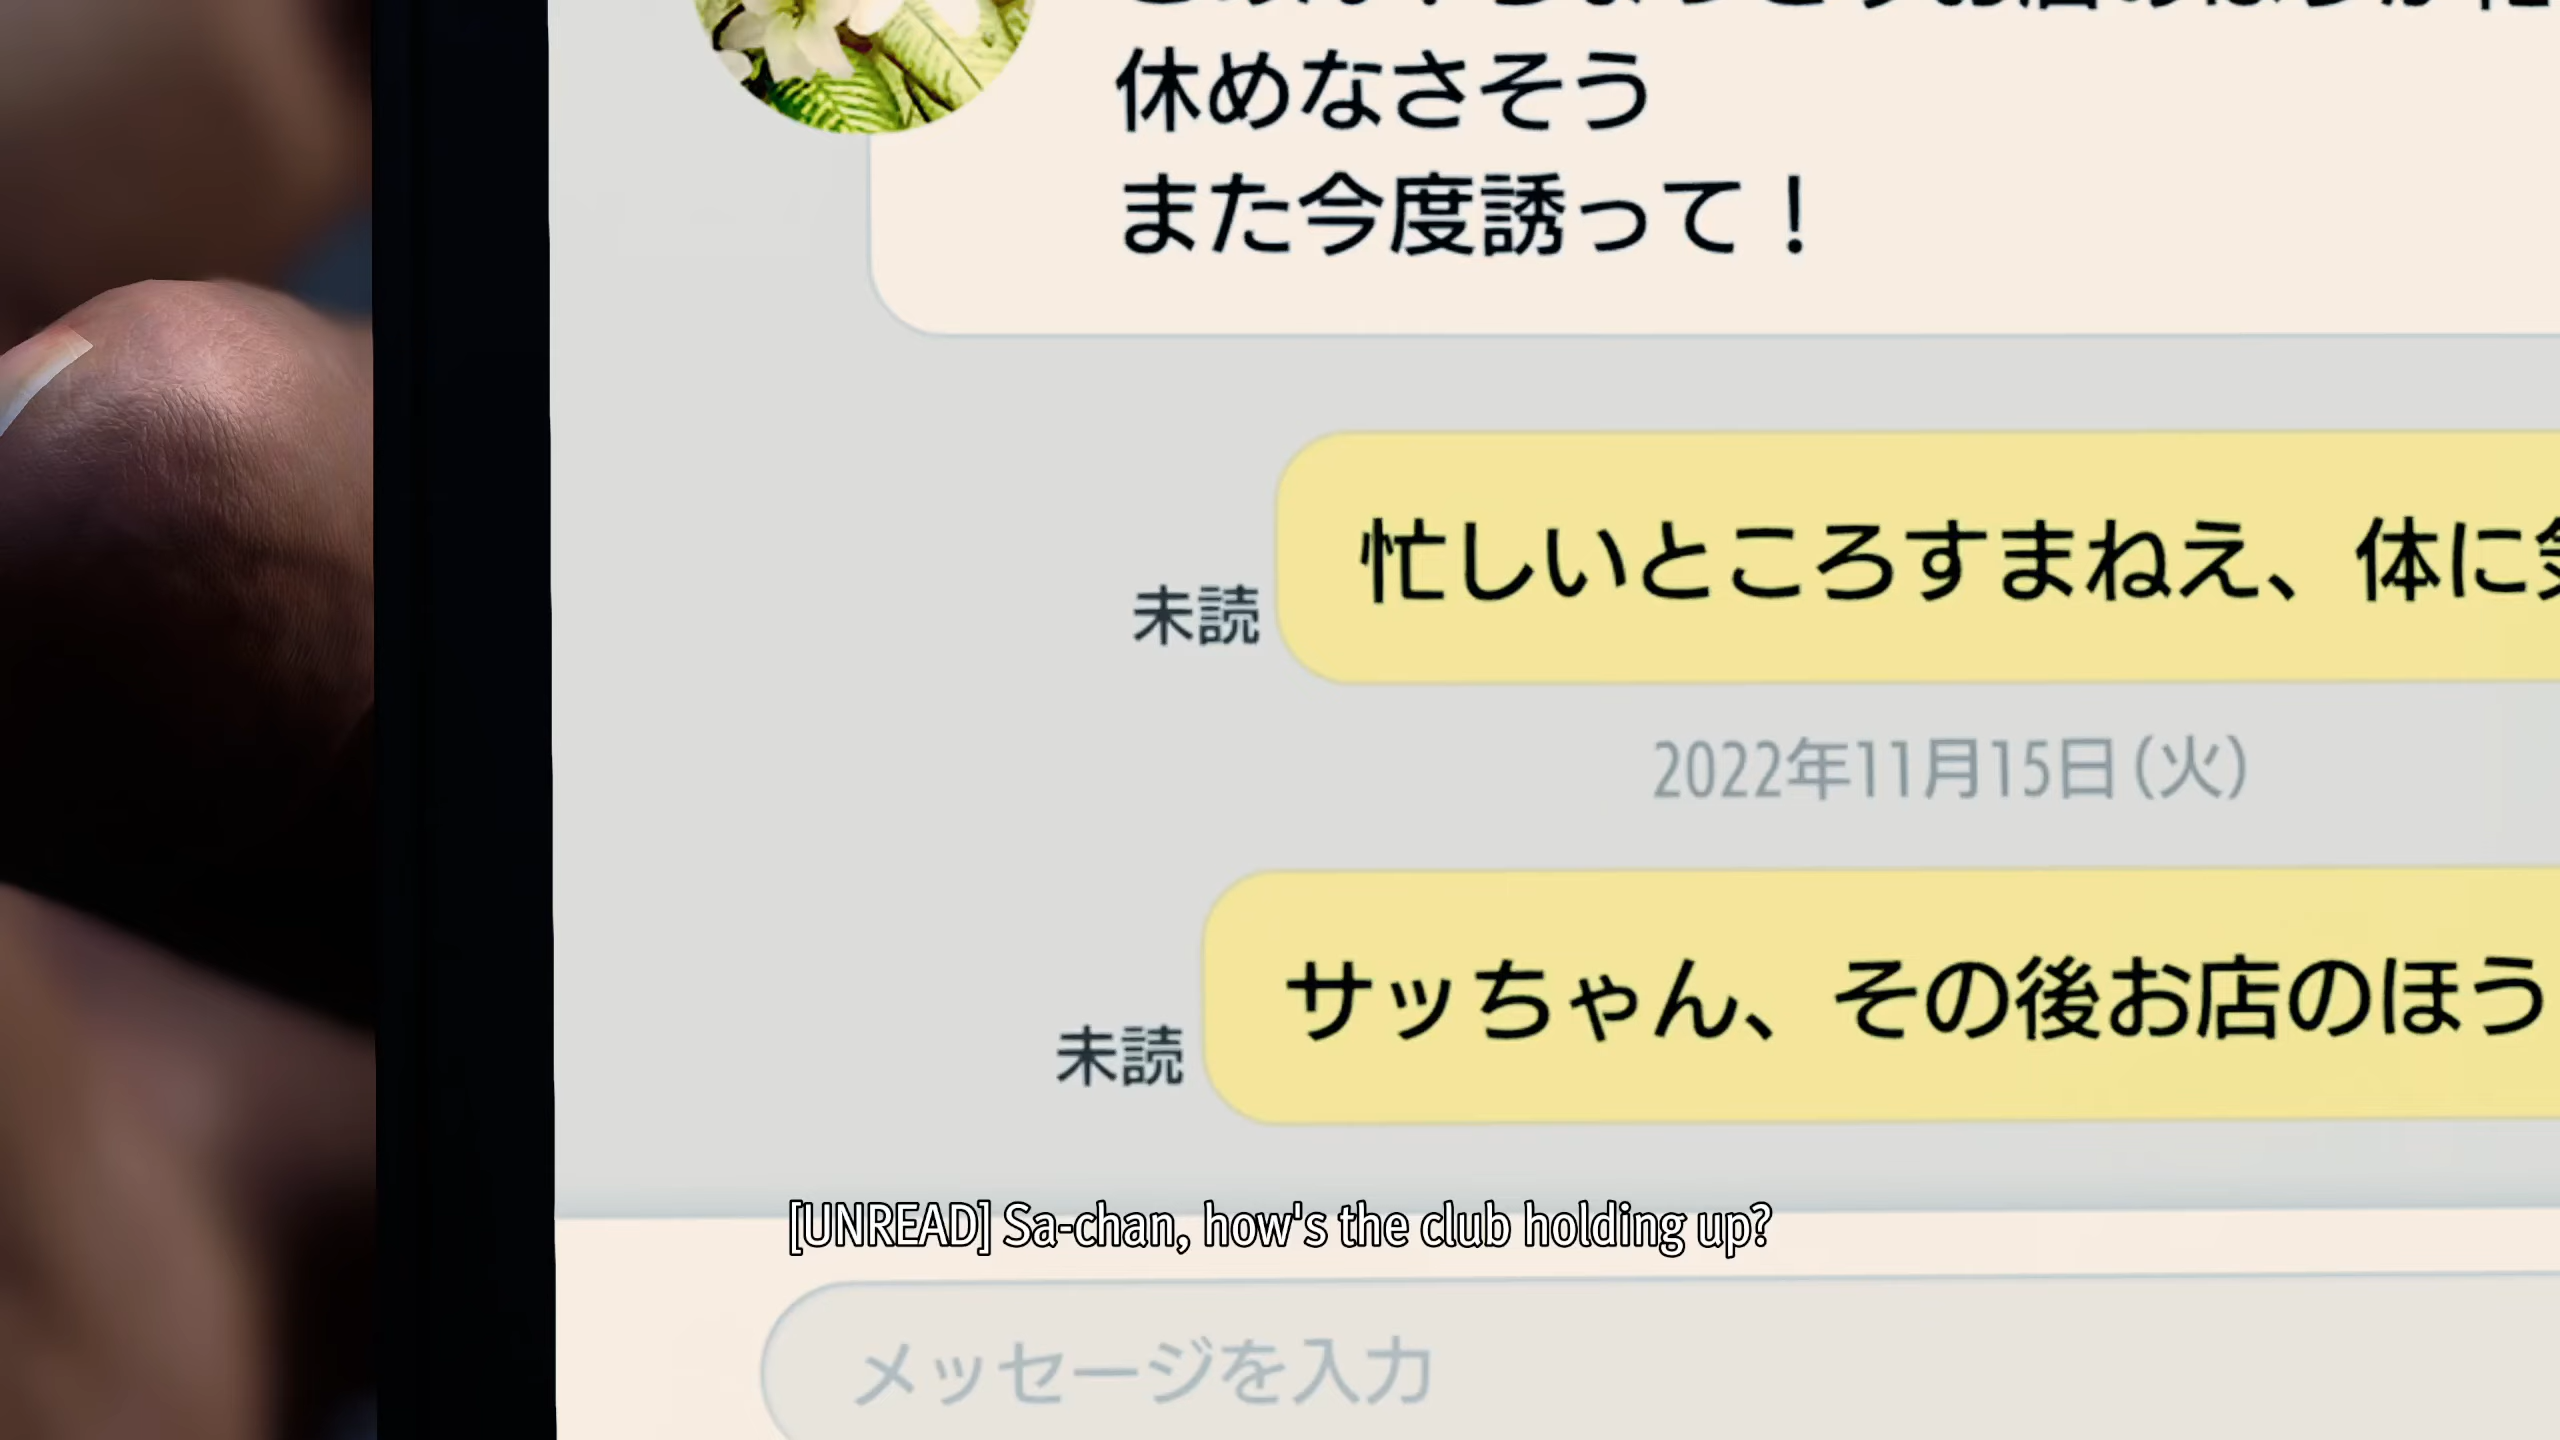 休めなさそう
また今度誘って！
忙しいところすまねえ、体に
未読
2022年11月15日(火)
サッちゃん、その後お店のほう
未読
[UNREAD] Sa-chan, how's the club holding up?
メッセージを入力